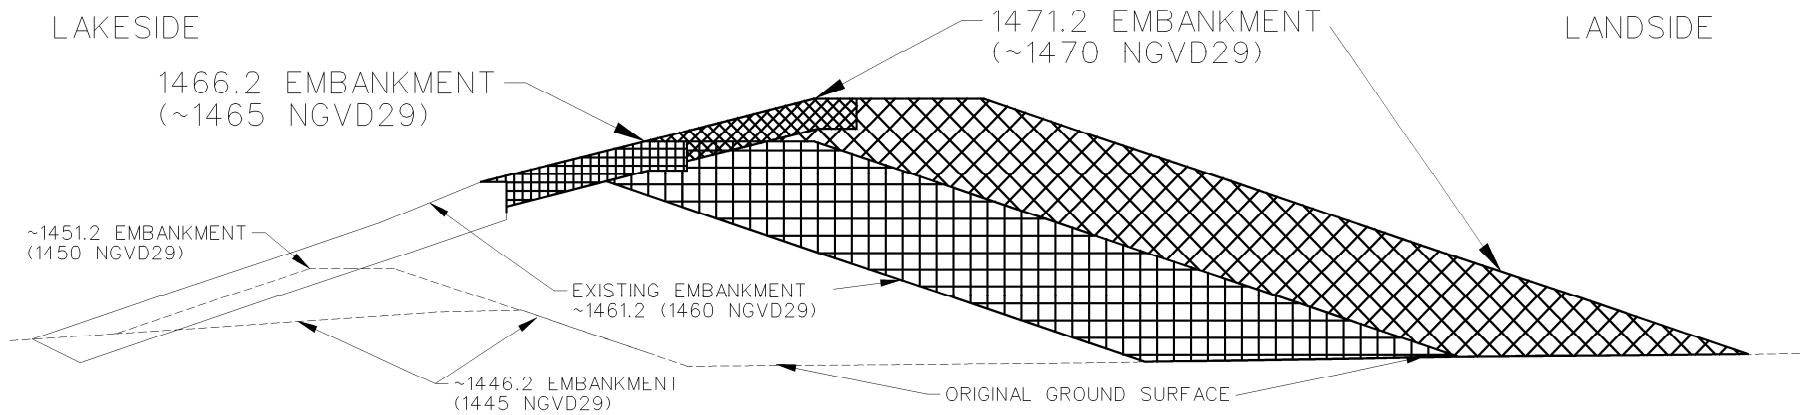 LAKESIDE
1471.2 EMBANKMENT
(~1470 NGVD29)
LANDSIDE
1466.2 EMBANKMENT
(~1465 NGVD29)
~1451.2 EMBANKMENT
(1450 NGVD29)
EXISTING EMBANKMENT
~1461.2 (1460 NGVD29)
~1446.2 EMBANKMENT
(1445 NGVD29)
ORIGINAL GROUND SURFACE